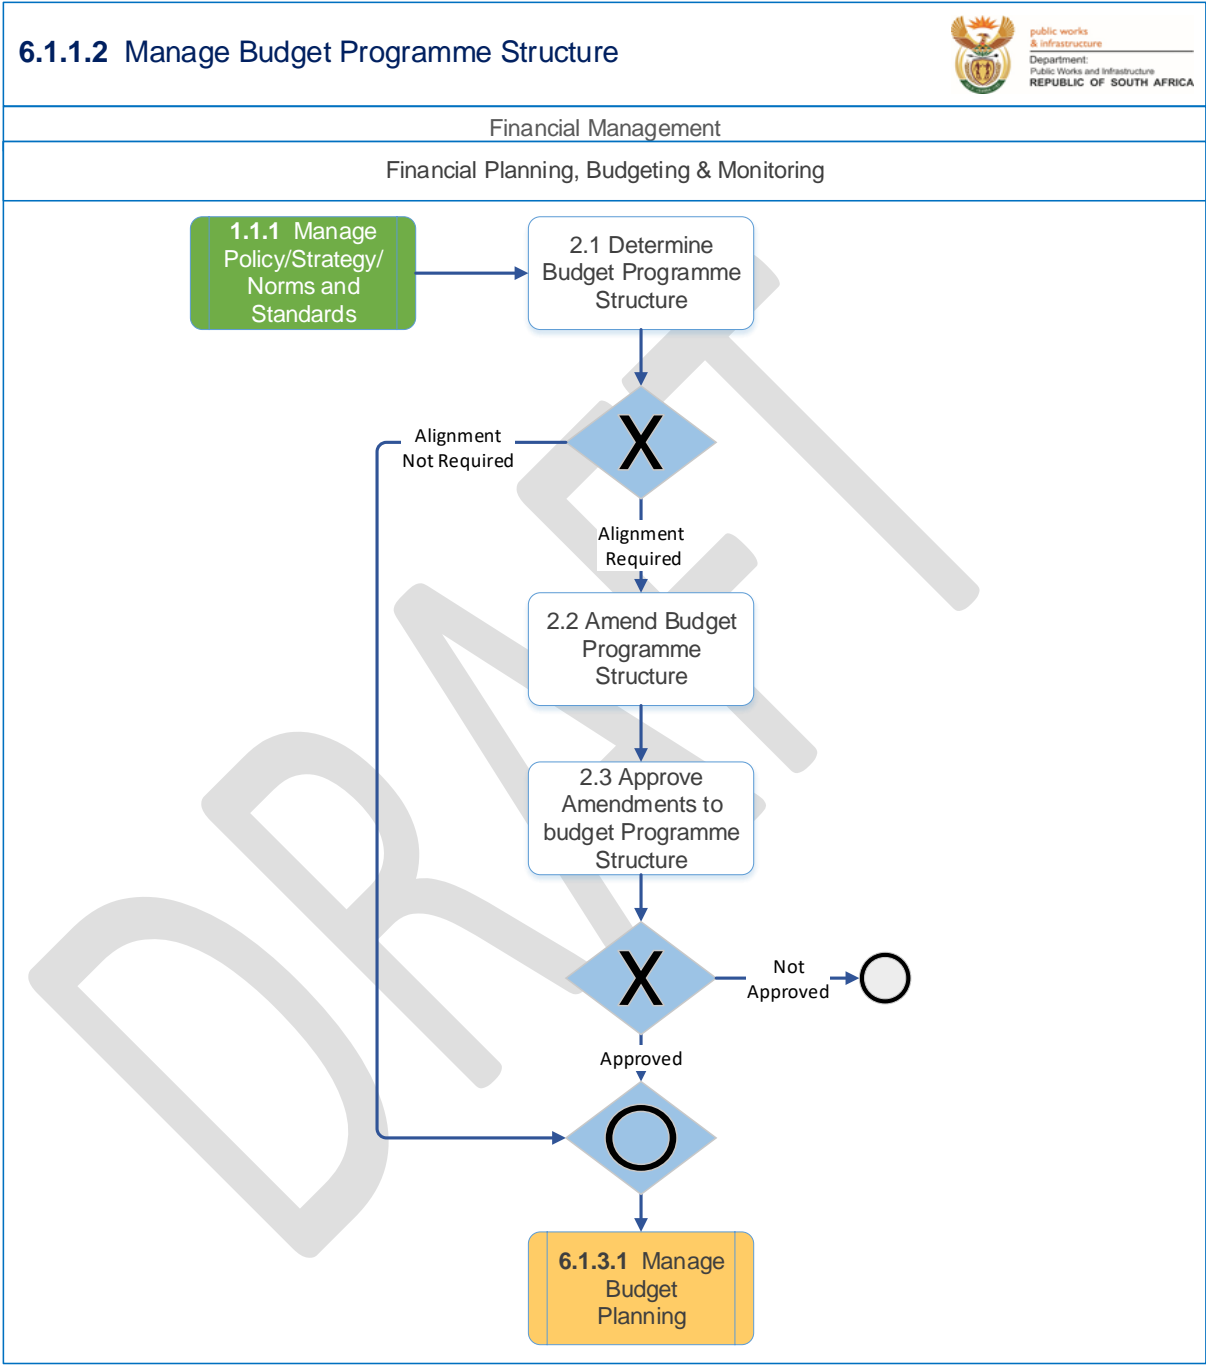 6.1.1.2 Manage Budget Programme Structure
public works
& infrastructure
Department:
Public Works and Infrastructure
REPUBLIC OF SOUTH AFRICA
Financial Management
Financial Planning, Budgeting & Monitoring
1.1.1 Manage
Policy/Strategy/
Norms and
Standards
2.1 Determine
Budget Programme
Structure
X
Alignment
Not Required
Alignment
Required
2.2 Amend Budget
Programme
Structure
2.3 Approve
Amendments to
budget Programme
Structure
X
Not
Approved
Approved
6.1.3.1 Manage
Budget
Planning
DRAFT